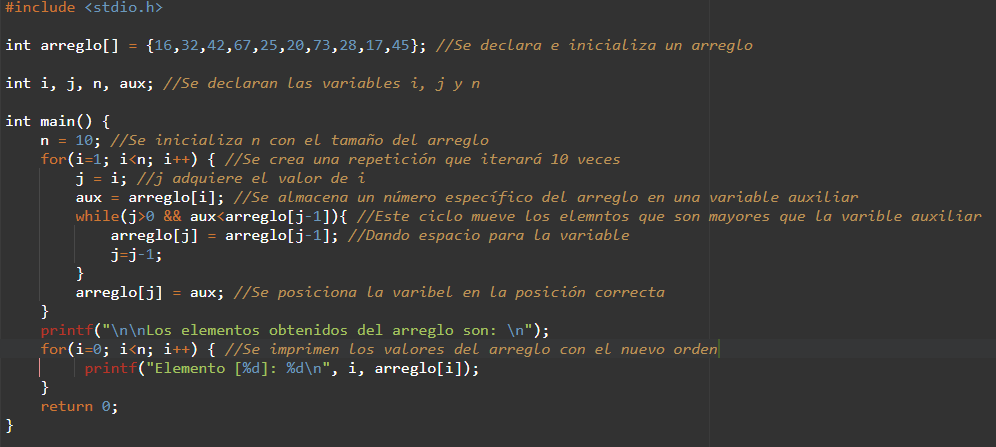 #include <stdio.h>
int arreglo[] = {16,32,42,67,25,20,73,28,17,45}; //Se declara e inicializa un arreglo
int i, j, n, aux; //Se declaran las variables i, j y n
int main() {
n = 10; //Se inicializa n con el tamaño del arreglo
for(i=1; i<n; i++) { //Se crea una repetición que iterará 10 veces
j = i; //j adquiere el valor de i
aux = arreglo[i]; //Se almacena un número específico del arreglo en una variable auxiliar
while(j>0 && aux<arreglo[j-1]){ //Este ciclo mueve los elemntos que son mayores que la varible auxiliar
arreglo[j] = arreglo[j-1]; //Dando espacio para la variable
j=j-1;
}
arreglo[j] = aux; //Se posiciona la varibel en la posición correcta
}
printf("\n\nLos elementos obtenidos del arreglo son: \n");
for(i=0; i<n; i++) { //Se imprimen los valores del arreglo con el nuevo orden
printf("Elemento [%d]: %d\n", i, arreglo[i]);
}
return 0;
}